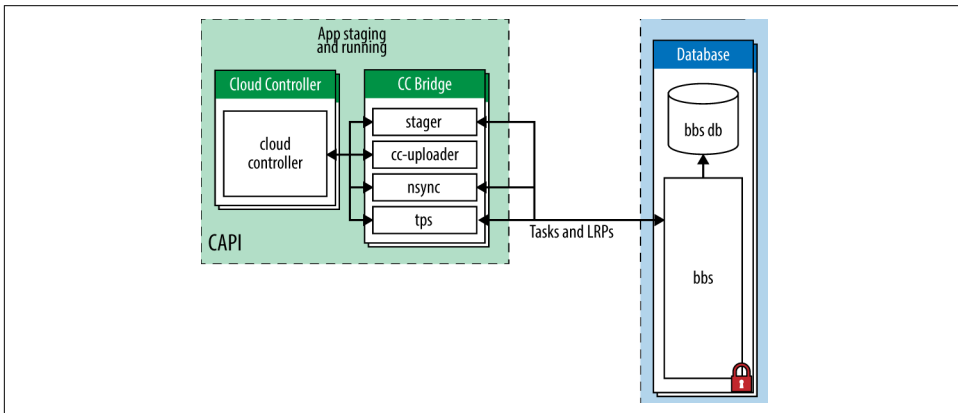 App staging
and running
Cloud Controller
cloud
controller
CC Bridge
stager
cc-uploader
nsync
tps
CAPI
Tasks and LRPs
Database
bbs db
bbs